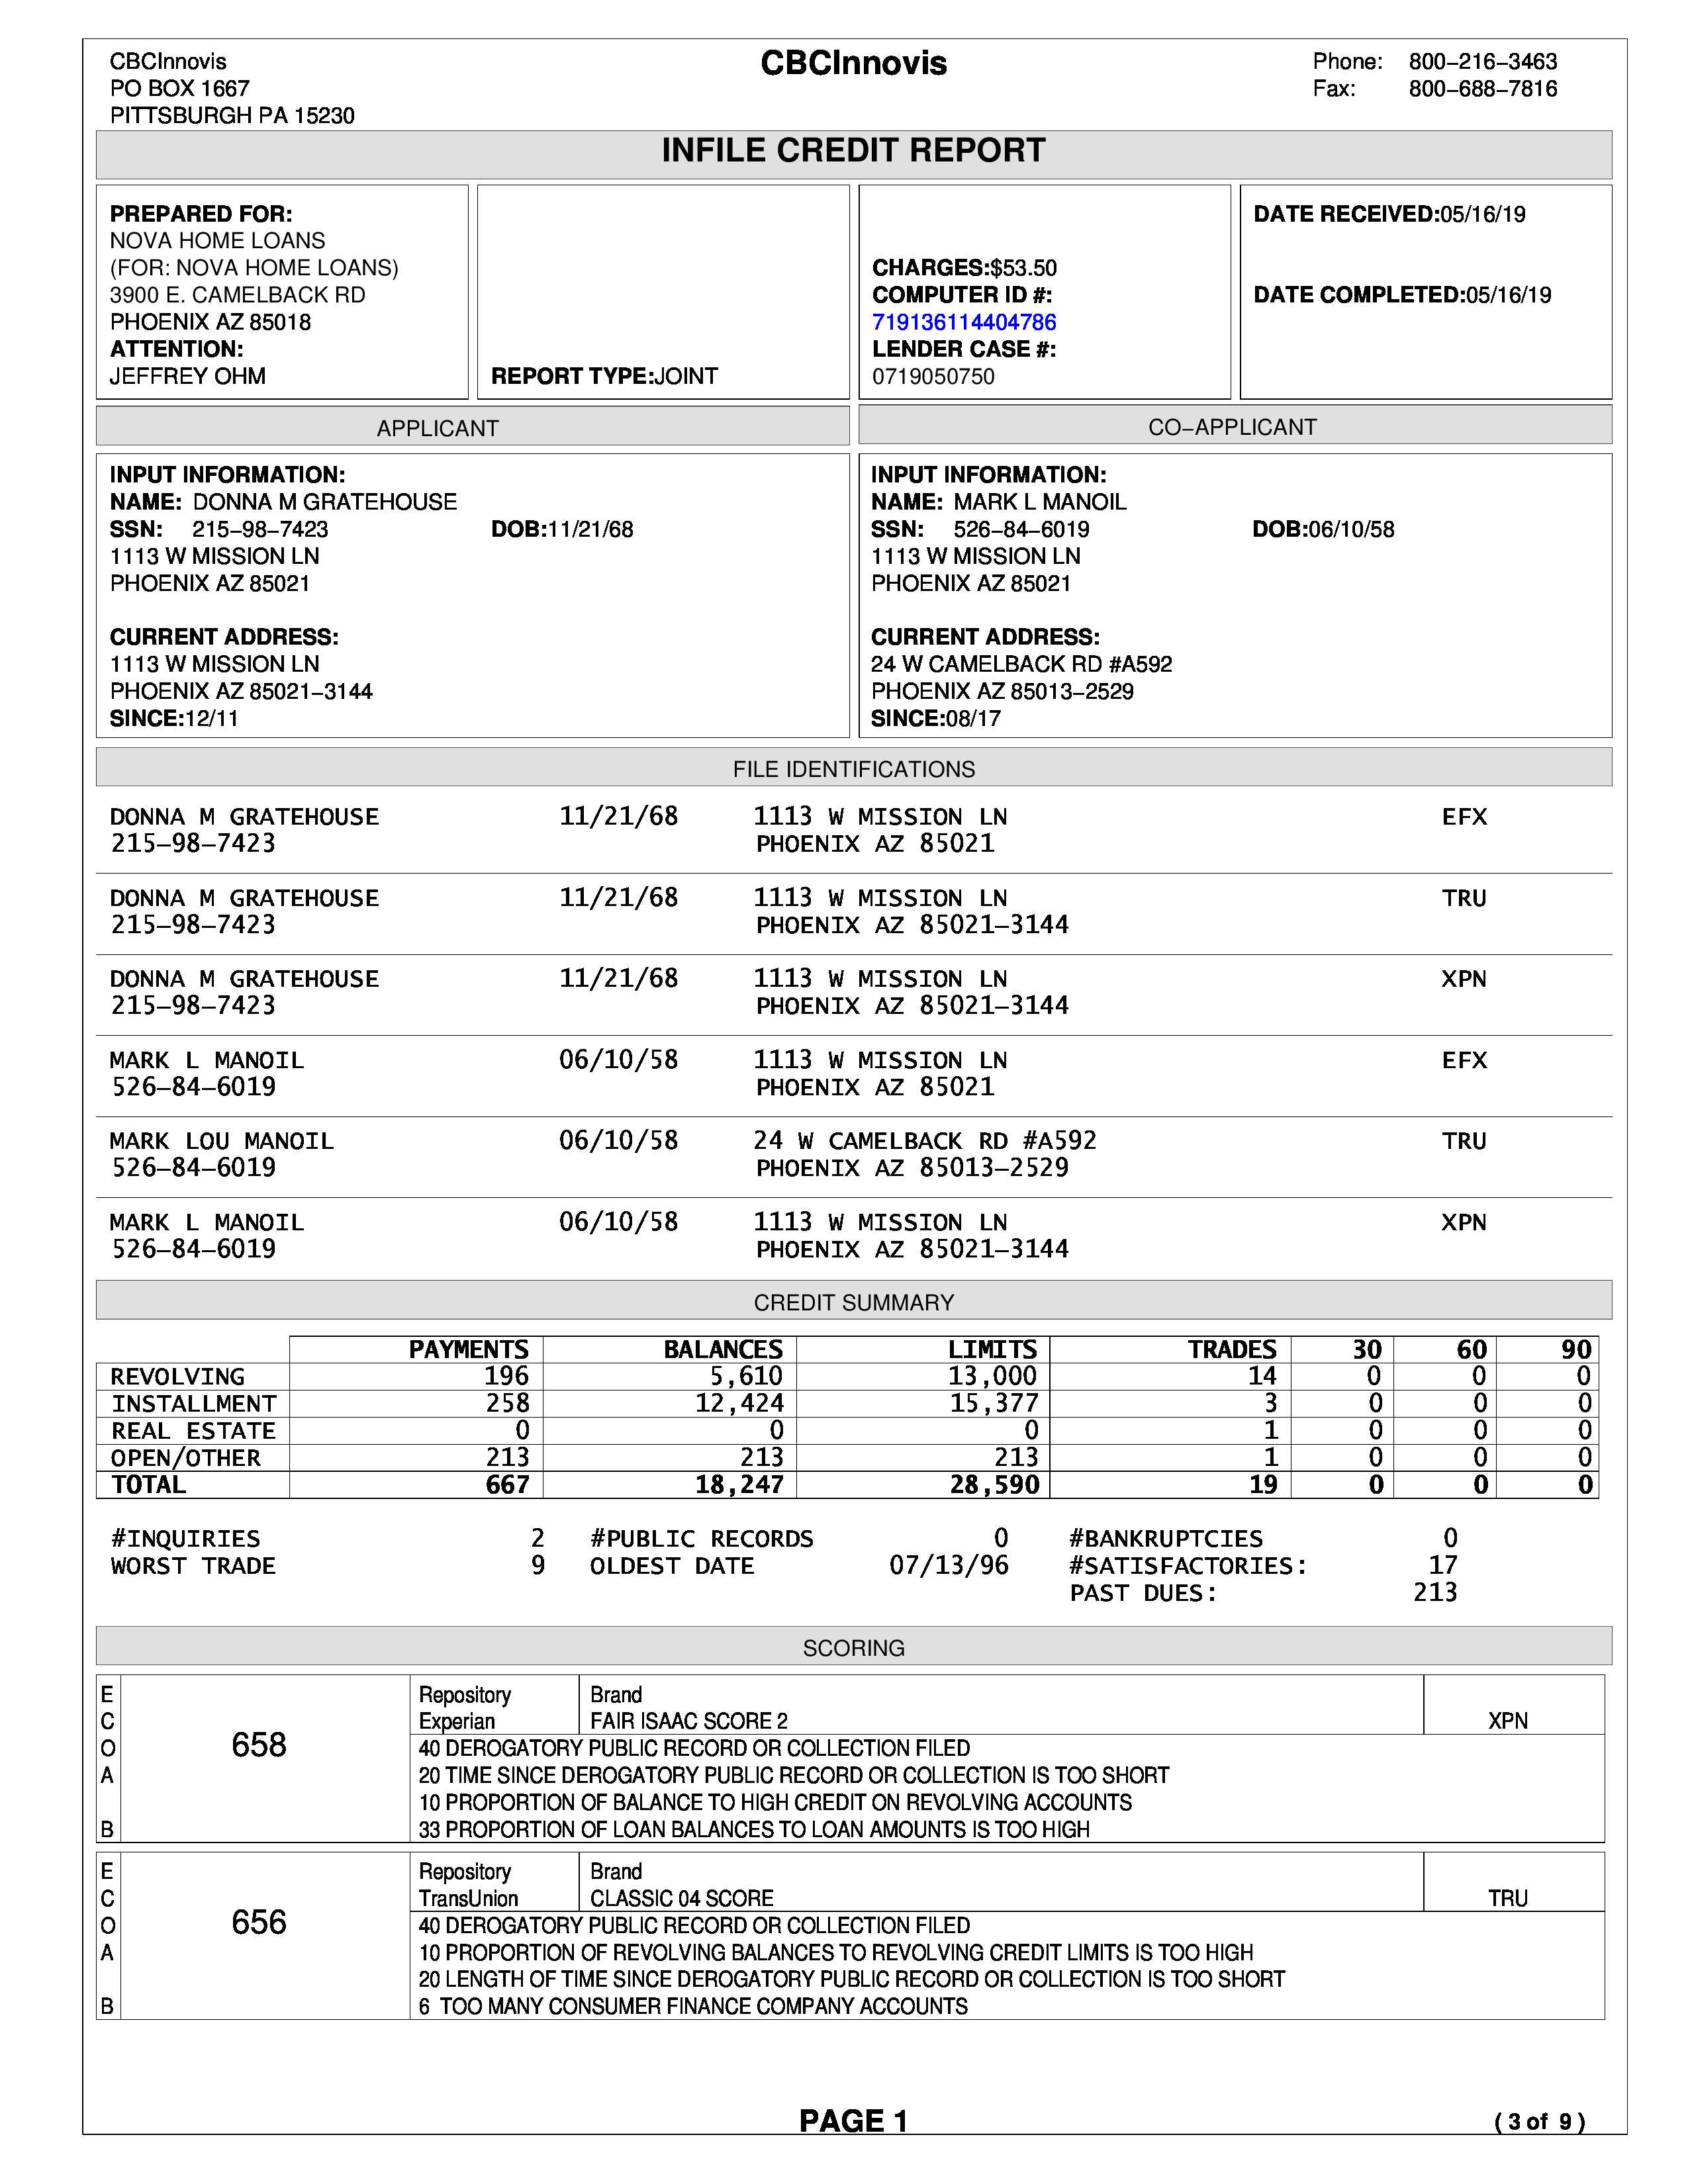 CBCInnovis
PO BOX 1667
PITTSBURGH PA 15230
CBCInnovis
Phone: 800-216-3463
Fax: 800-688-7816
INFILE CREDIT REPORT
PREPARED FOR:
NOVA HOME LOANS
(FOR: NOVA HOME LOANS)
3900 E. CAMELBACK RD
PHOENIX AZ 85018
ATTENTION:
JEFFREY OHM
REPORT TYPE:JOINT
CHARGES:$53.50
COMPUTER ID #:
719136114404786
LENDER CASE #:
0719050750
DATE RECEIVED:05/16/19
DATE COMPLETED:05/16/19
APPLICANT
INPUT INFORMATION:
NAME: DONNA M GRATEHOUSE
SSN: 215-98-7423 DOB:11/21/68
1113 W MISSION LN
PHOENIX AZ 85021
CURRENT ADDRESS:
1113 W MISSION LN
PHOENIX AZ 85021-3144
SINCE:12/11
CO-APPLICANT
INPUT INFORMATION:
NAME: MARK L MANOIL
SSN: 526-84-6019 DOB:06/10/58
1113 W MISSION LN
PHOENIX AZ 85021
CURRENT ADDRESS:
24 W CAMELBACK RD #A592
PHOENIX AZ 85013-2529
SINCE:08/17
FILE IDENTIFICATIONS
DONNA M GRATEHOUSE 11/21/68 1113 W MISSION LN EFX
215-98-7423 PHOENIX AZ 85021
DONNA M GRATEHOUSE 11/21/68 1113 W MISSION LN TRU
215-98-7423 PHOENIX AZ 85021-3144
DONNA M GRATEHOUSE 11/21/68 1113 W MISSION LN XPN
215-98-7423 PHOENIX AZ 85021-3144
MARK L MANOIL 06/10/58 1113 W MISSION LN EFX
526-84-6019 PHOENIX AZ 85021
MARK LOU MANOIL 06/10/58 24 W CAMELBACK RD #A592 TRU
526-84-6019 PHOENIX AZ 85013-2529
MARK L MANOIL 06/10/58 1113 W MISSION LN XPN
526-84-6019 PHOENIX AZ 85021-3144
CREDIT SUMMARY
PAYMENTS BALANCES LIMITS TRADES 30 60 90
REVOLVING 196 5,610 13,000 14 0 0 0
INSTALLMENT 258 12,424 15,377 3 0 0 0
REAL ESTATE 0 0 0 1 0 0 0
OPEN/OTHER 213 213 213 1 0 0 0
TOTAL 667 18,247 28,590 19 0 0 0
#INQUIRIES 2 #PUBLIC RECORDS 0 #BANKRUPTCIES 0
WORST TRADE 9 OLDEST DATE 07/13/96 #SATISFACTORIES: 17
PAST DUES: 213
SCORING
E
C
O
A
B
658
Repository Brand
Experian FAIR ISAAC SCORE 2 XPN
40 DEROGATORY PUBLIC RECORD OR COLLECTION FILED
20 TIME SINCE DEROGATORY PUBLIC RECORD OR COLLECTION IS TOO SHORT
10 PROPORTION OF BALANCE TO HIGH CREDIT ON REVOLVING ACCOUNTS
33 PROPORTION OF LOAN BALANCES TO LOAN AMOUNTS IS TOO HIGH
E
C
O
A
B
656
Repository Brand
TransUnion CLASSIC 04 SCORE TRU
40 DEROGATORY PUBLIC RECORD OR COLLECTION FILED
10 PROPORTION OF REVOLVING BALANCES TO REVOLVING CREDIT LIMITS IS TOO HIGH
20 LENGTH OF TIME SINCE DEROGATORY PUBLIC RECORD OR COLLECTION IS TOO SHORT
6 TOO MANY CONSUMER FINANCE COMPANY ACCOUNTS
PAGE 1
( 3 of 9 )